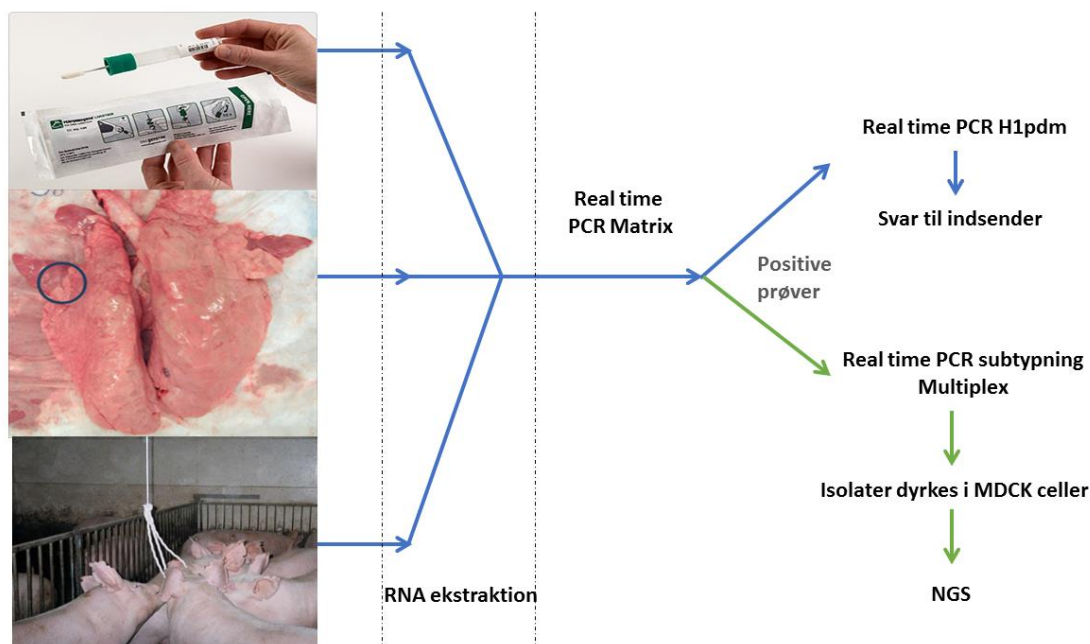 Real time PCR H1pdm
Svar til indsender
Real time
PCR Matrix
Positive
prøver
Real time PCR subtypning
Multiplex
Isolater dyrkes i MDCK celler
NGS
RNA ekstraktion